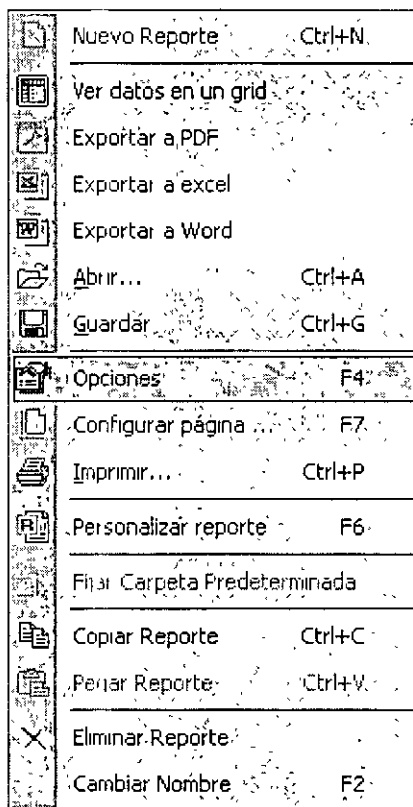 Nuevo Reporte Ctrl+N
Ver datos en un grid
Exportar a PDF
Exportar a excel
Exportar a Word
Abrir... Ctrl+A
Guardar Ctrl+G
Opciones F4
Configurar página ... F7
Imprimir... Ctrl+P
Personalizar reporte F6
Fijar Carpeta Predeterminada
Copiar Reporte Ctrl+C
Pegar Reporte Ctrl+V
Eliminar Reporte
Cambiar Nombre F2